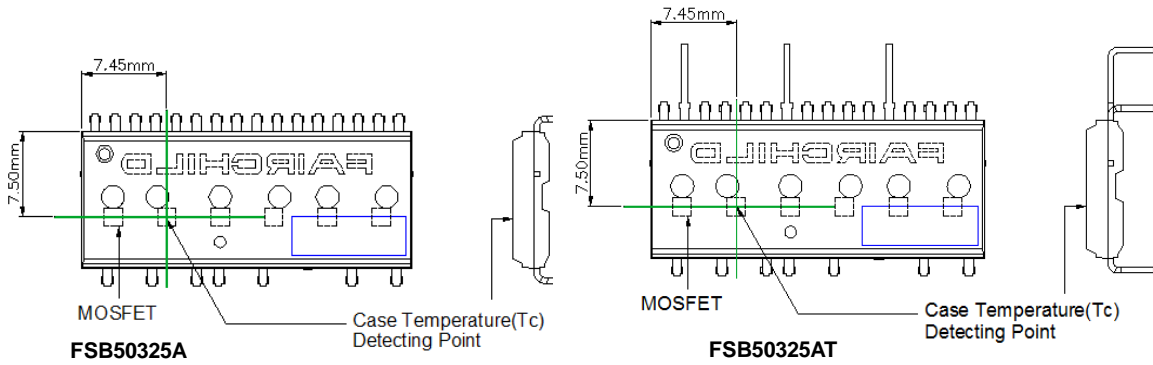 7.45mm
7.50mm
FAIRCHILD
MOSFET
Case Temperature(Tc)
Detecting Point
FSB50325A
7.45mm
7.50mm
FAIRCHILD
MOSFET
Case Temperature(Tc)
Detecting Point
FSB50325AT